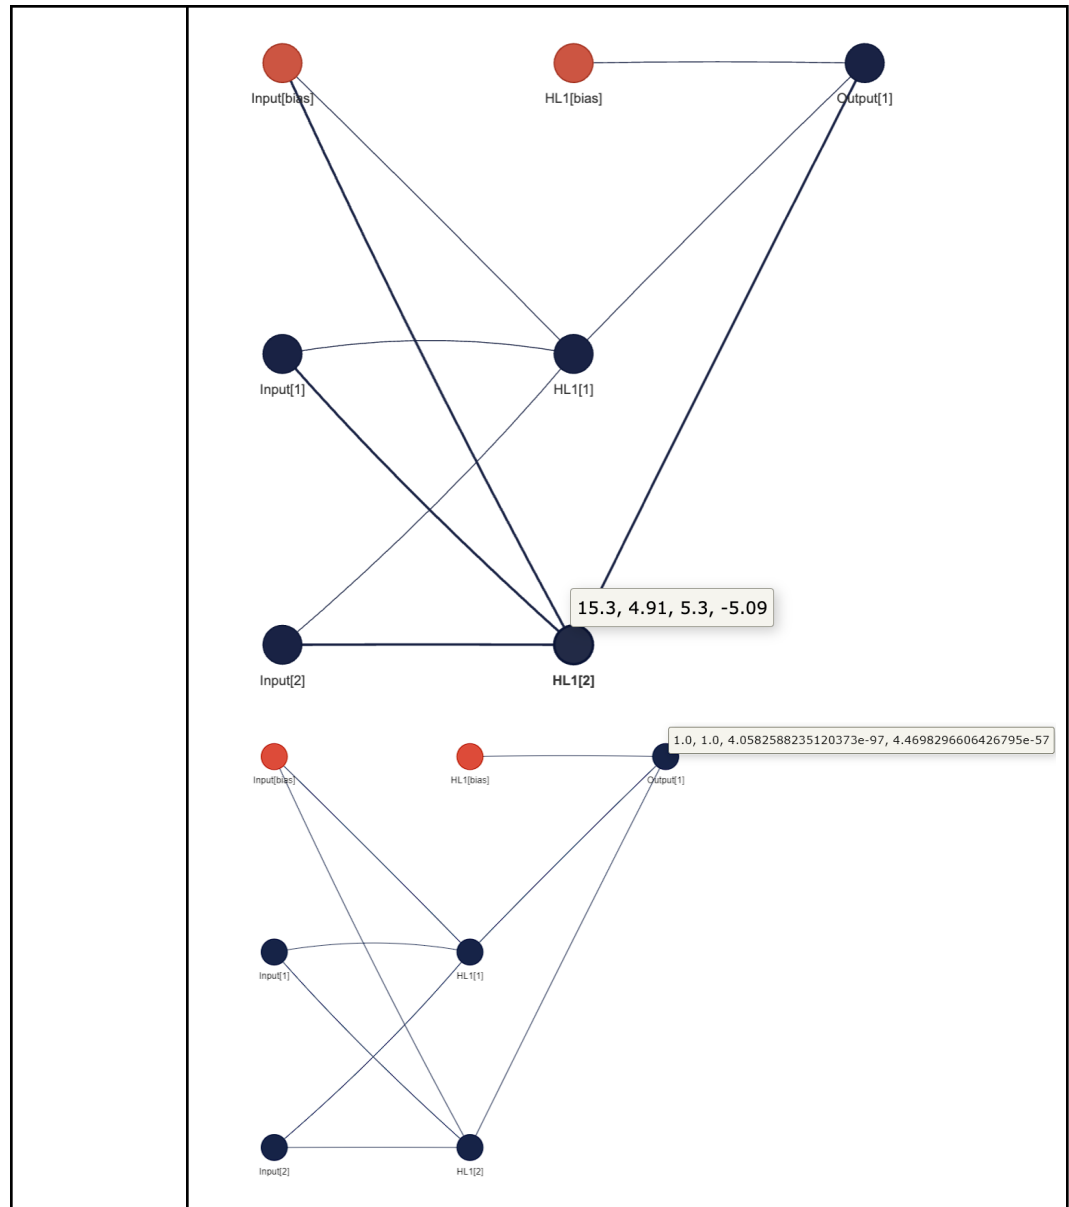 Input[bias]
HL1[bias]
Output[1]
Input[1]
HL1[1]
15.3, 4.91, 5.3, -5.09
Input[2]
HL1[2]
1.0, 1.0, 4.0582588235120373e-97, 4.4698296606426795e-57
Input[bias]
HL1[bias]
Output[1]
Input[1]
HL1[1]
Input[2]
HL1[2]